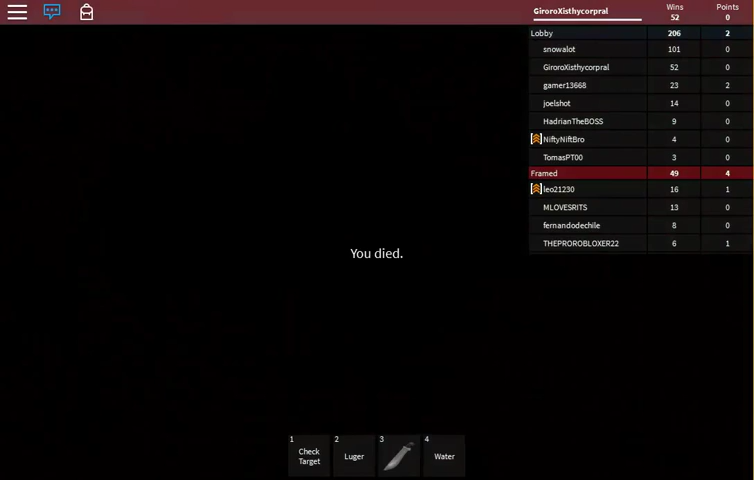 GiroroXisthycorpral Wins 52 Points 0
Lobby 206 2
snowalot 101 0
GiroroXisthycorpral 52 0
gamer13668 23 2
joelshot 14 0
HadrianTheBOSS 9 0
NiftyNiftBro 4 0
TomasPT00 3 0
Framed 49 4
leo21230 16 1
MLOVESRITS 13 0
fernandodechile 8 0
THEPROROBLOXER22 6 1
You died.
1 Check Target
2 Luger
3
4 Water